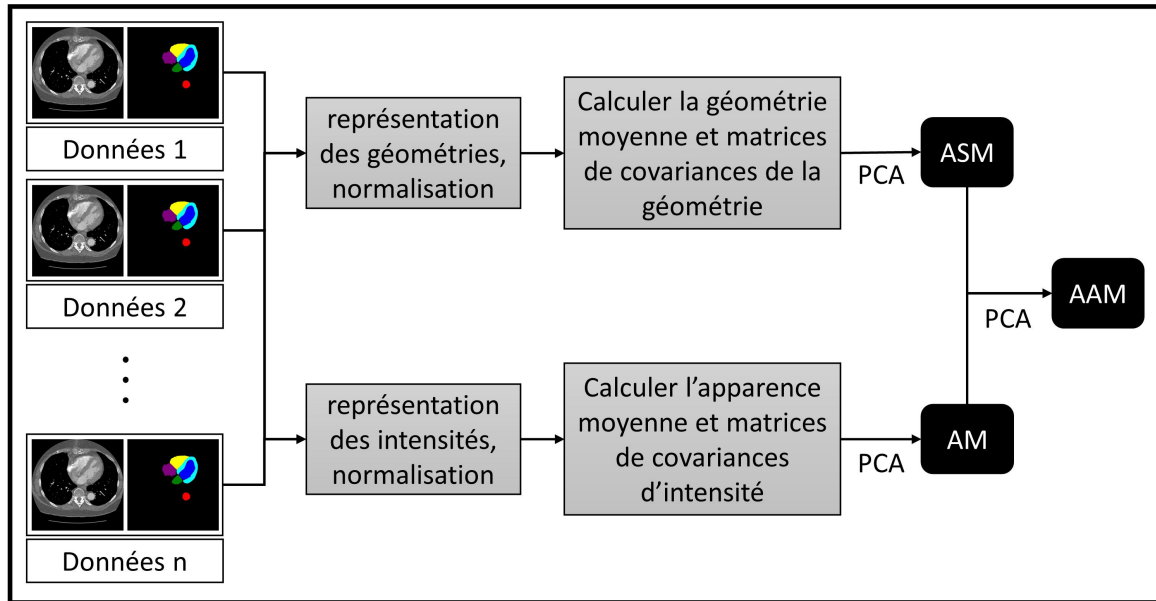 Données 1
Données 2
Données n
représentation
des géométries,
normalisation
Calculer la géométrie
moyenne et matrices
de covariances de la
géométrie
PCA
ASM
représentation
des intensités,
normalisation
Calculer l’apparence
moyenne et matrices
de covariances
d’intensité
PCA
AM
PCA
AAM